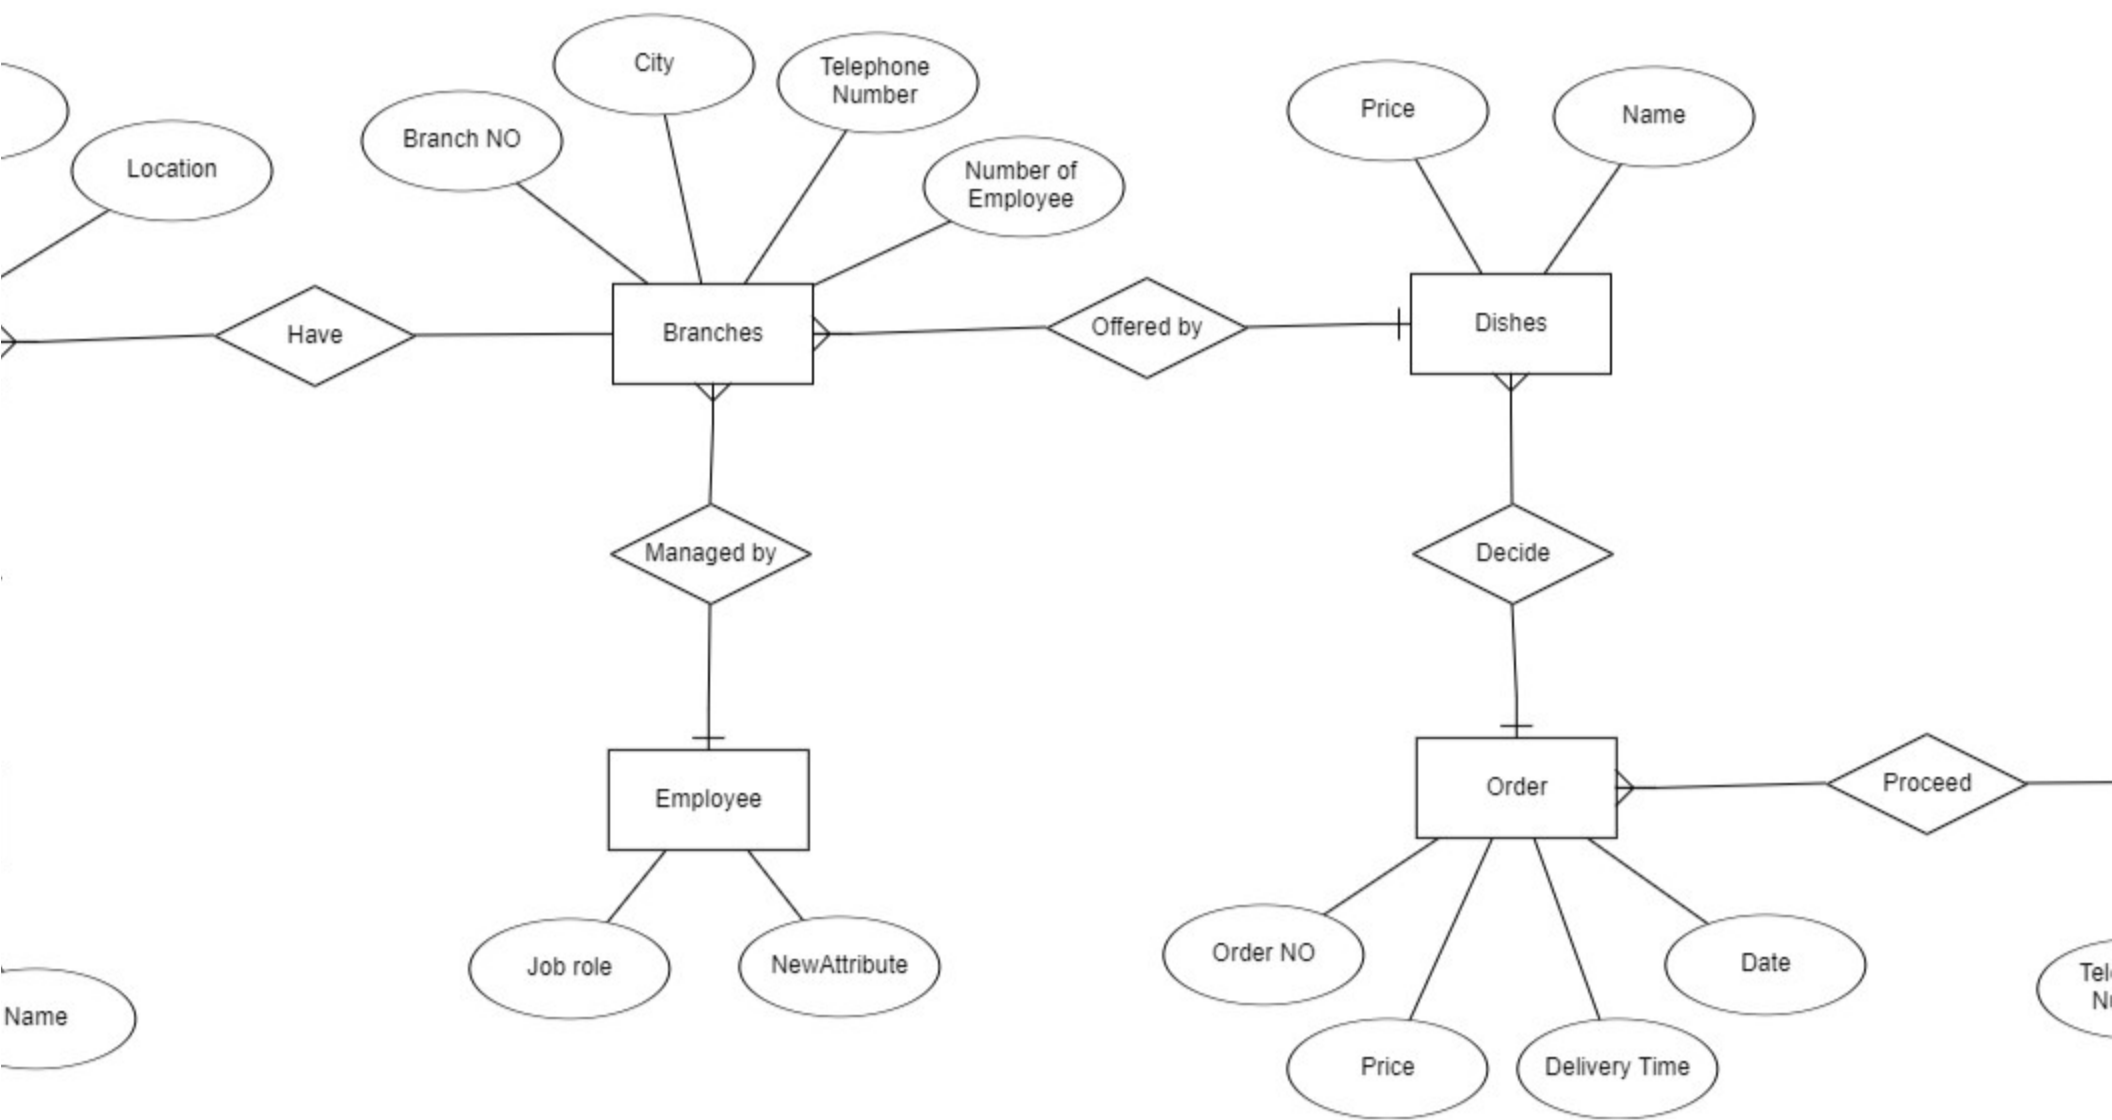 City
Telephone
Number
Price
Name
Branch NO
Location
Number of
Employee
Have
Branches
Offered by
Dishes
Managed by
Decide
Employee
Order
Proceed
Job role
NewAttribute
Order NO
Date
Name
Price
Delivery Time